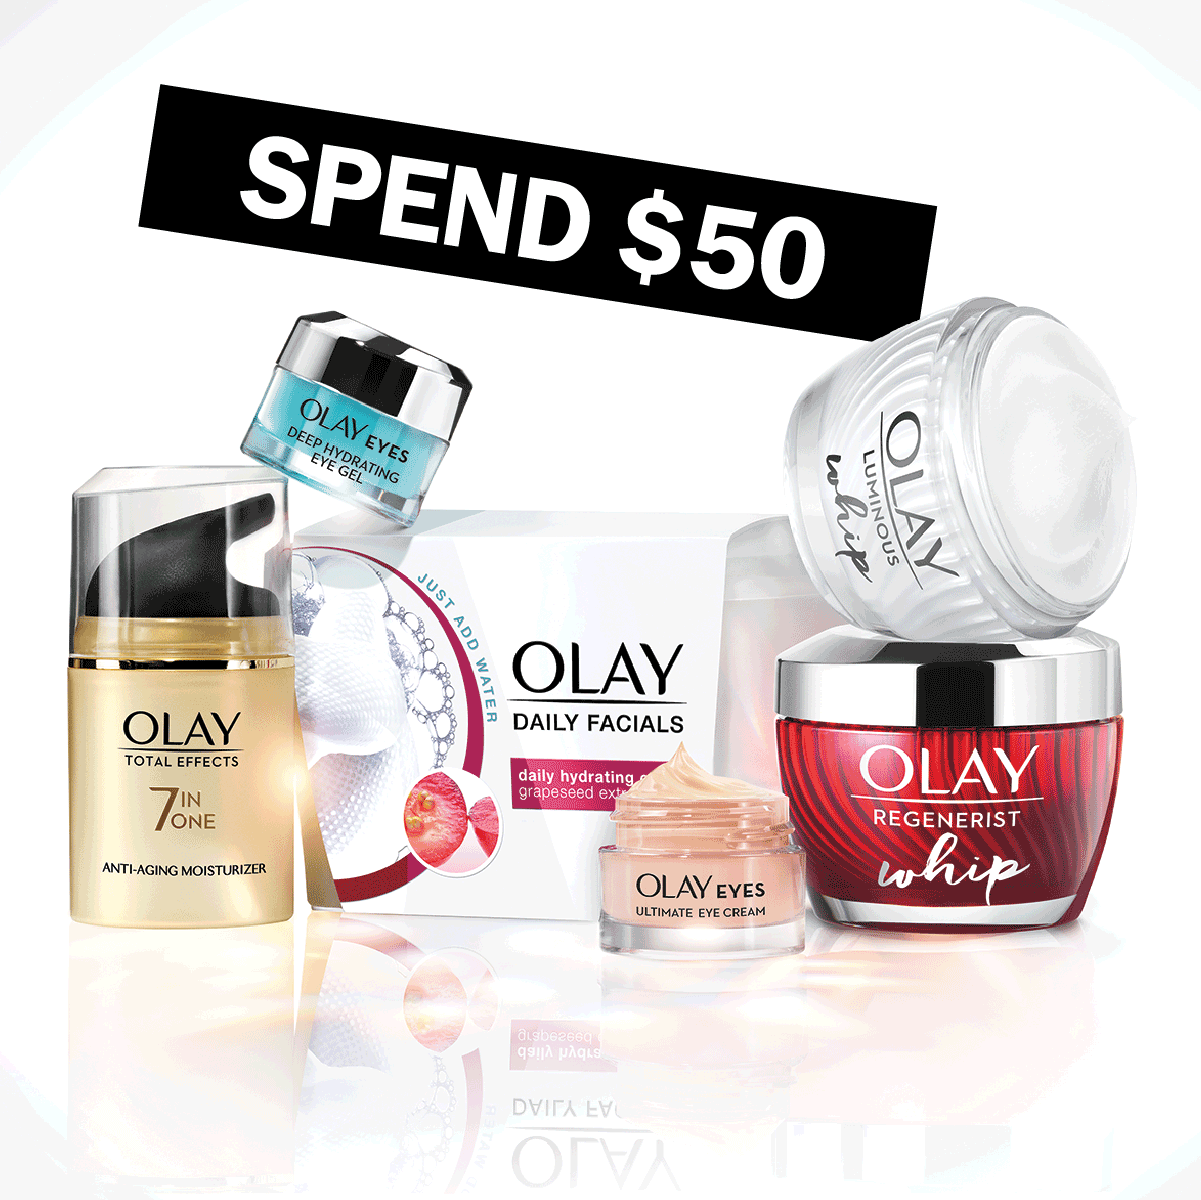 SPEND $50
OLAY EYES
DEEP HYDRATING
EYE GEL
OLAY
LUMINOUS
whip
JUST ADD WATER
OLAY
DAILY FACIALS
daily hydrating
grapeseed
OLAY
TOTAL EFFECTS
7 IN
ONE
ANTI-AGING MOISTURIZER
OLAY
REGENERIST
whip
OLAY EYES
ULTIMATE EYE CREAM